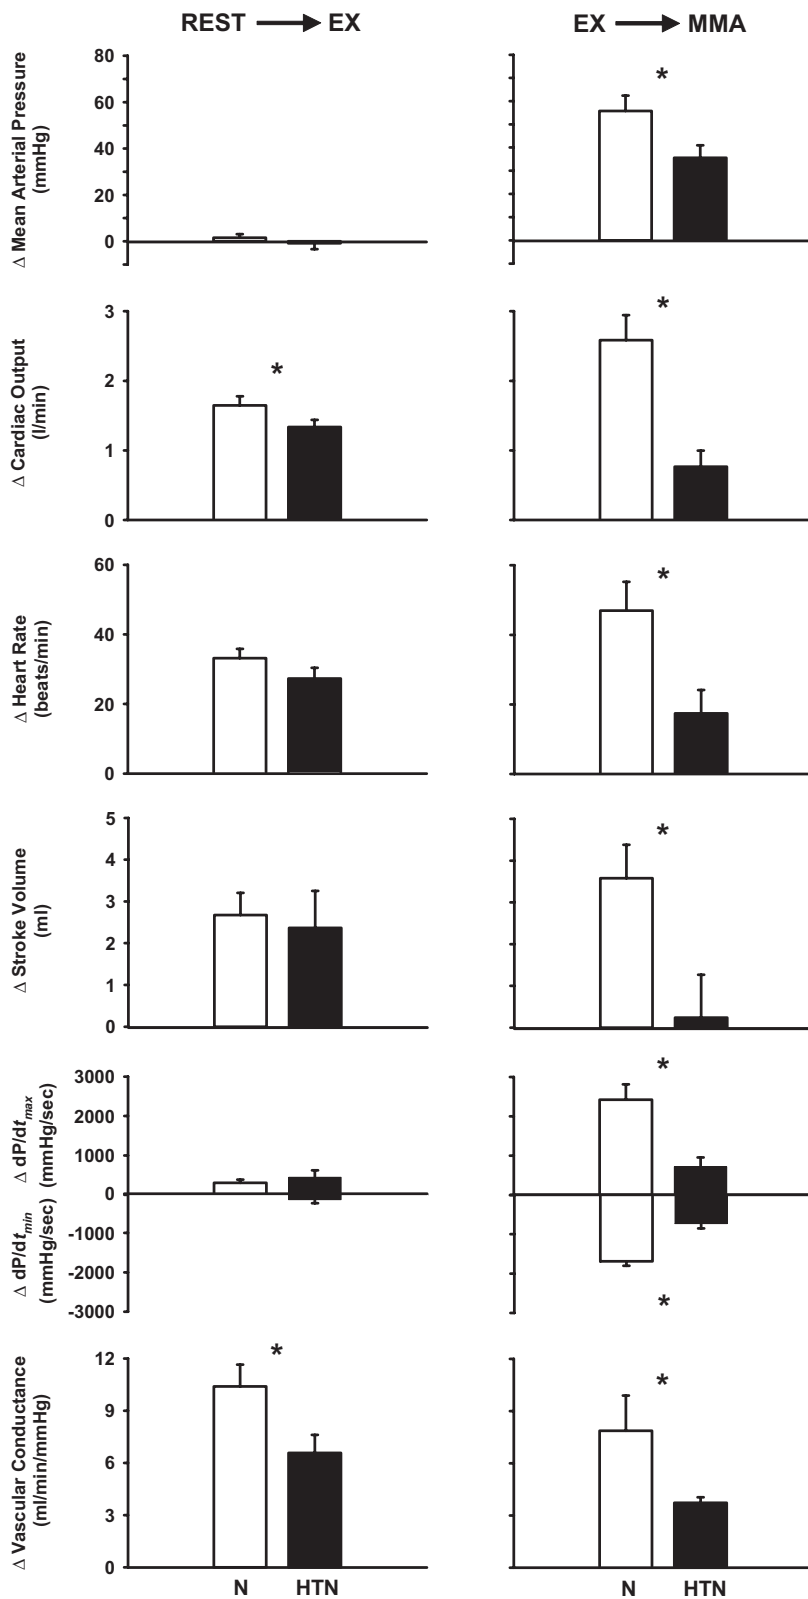 REST → EX
EX → MMA
Δ Mean Arterial Pressure
(mmHg)
80
60
40
20
0
*
Δ Cardiac Output
(l/min)
3
2
1
0
*
*
Δ Heart Rate
(beats/min)
60
40
20
0
*
Δ Stroke Volume
(ml)
5
4
3
2
1
0
*
Δ dP/dt_max
(mmHg/sec)
Δ dP/dt_min
(mmHg/sec)
3000
2000
1000
0
-1000
-2000
-3000
*
*
Δ Vascular Conductance
(ml/min/mmHg)
12
9
6
3
0
*
*
N HTN
N HTN